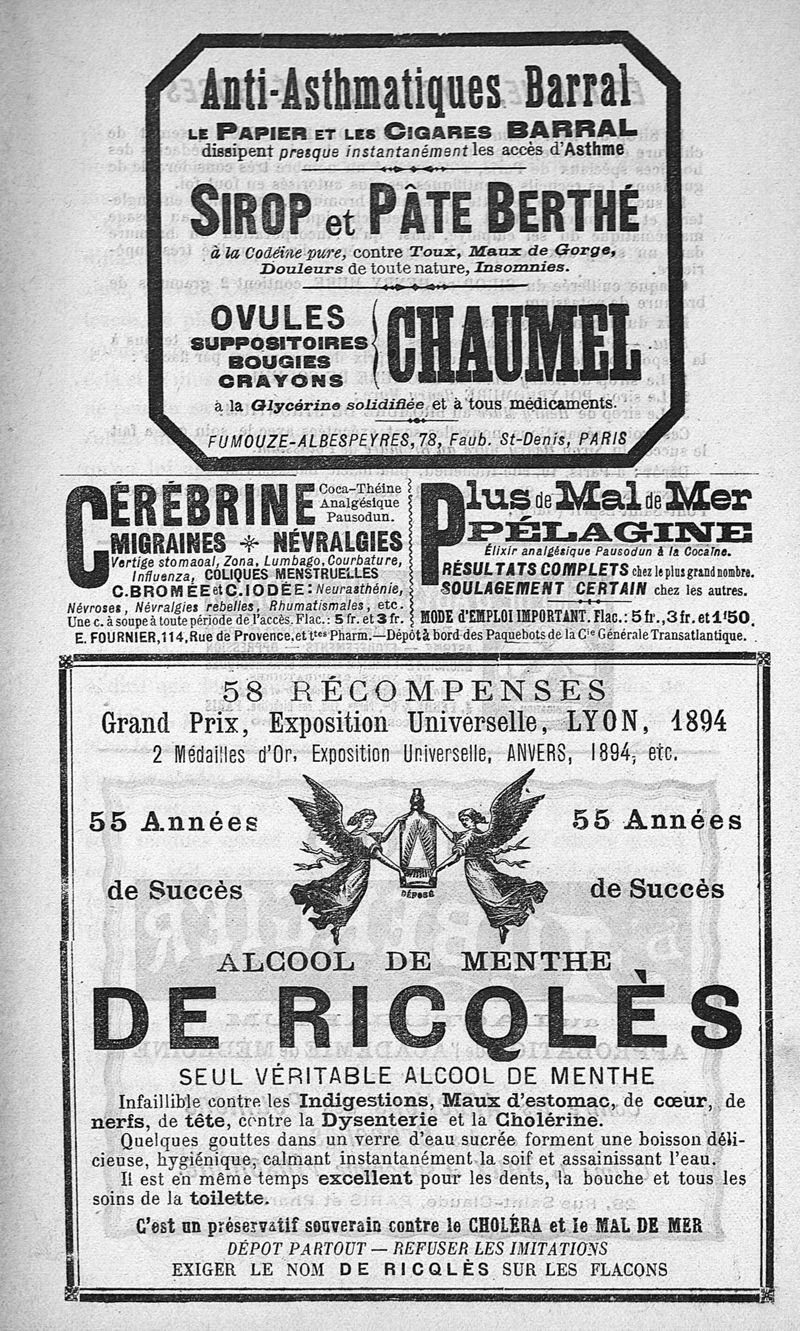 Anti-Asthmatiques Barral
LE PAPIER ET LES CIGARES BARRAL
dissipent presque instantanément les accès d'Asthme
SIROP et PÂTE BERTHÉ
à la Codéine pure, contre Toux, Maux de Gorge,
Douleurs de toute nature, Insomnies.
OVULES
SUPPOSITOIRES
BOUGIES
CRAYONS
CHAUMEL
à la Glycérine solidifiée et à tous médicaments.
FUMOUZE-ALBESPEYRES, 78, Faub. St-Denis, PARIS
CÉRÉBRINE
Coca-Théine
Analgésique
Pausodun.
MIGRAINES * NÉVRALGIES
Vertige stomaoal, Zona, Lumbago, Courbature,
Influenza, COLIQUES MENSTRUELLES
C. BROMÉE et C. IODÉE: Neurasthénie,
Névroses, Névralgies rebelles, Rhumatismales, etc.
Une c. à soupe à toute période de l'accès. Flac.: 5 fr. et 3 fr.
Plus de Mal de Mer
PÉLAGINE
Élixir analgésique Pausodun à la Cocaïne.
RÉSULTATS COMPLETS chez le plus grand nombre.
SOULAGEMENT CERTAIN chez les autres.
MODE D'EMPLOI IMPORTANT. Flac.: 5 fr., 3 fr. et 1f50.
E. FOURNIER, 114, Rue de Provence, et ttes Pharm.—Dépôt à bord des Paquebots de la Cie Générale Transatlantique.
58 RÉCOMPENSES
Grand Prix, Exposition Universelle, LYON, 1894
2 Médailles d'Or, Exposition Universelle, ANVERS, 1894, etc.
55 Années
de Succès
DÉPOSÉ
55 Années
de Succès
ALCOOL DE MENTHE
DE RICQLÈS
SEUL VÉRITABLE ALCOOL DE MENTHE
Infaillible contre les Indigestions, Maux d'estomac, de cœur, de
nerfs, de tête, contre la Dysenterie et la Cholérine.
Quelques gouttes dans un verre d'eau sucrée forment une boisson déli-
cieuse, hygiénique, calmant instantanément la soif et assainissant l'eau.
Il est en même temps excellent pour les dents, la bouche et tous les
soins de la toilette.
C'est un préservatif souverain contre le CHOLÉRA et le MAL DE MER
DÉPOT PARTOUT — REFUSER LES IMITATIONS
EXIGER LE NOM DE RICQLÈS SUR LES FLACONS